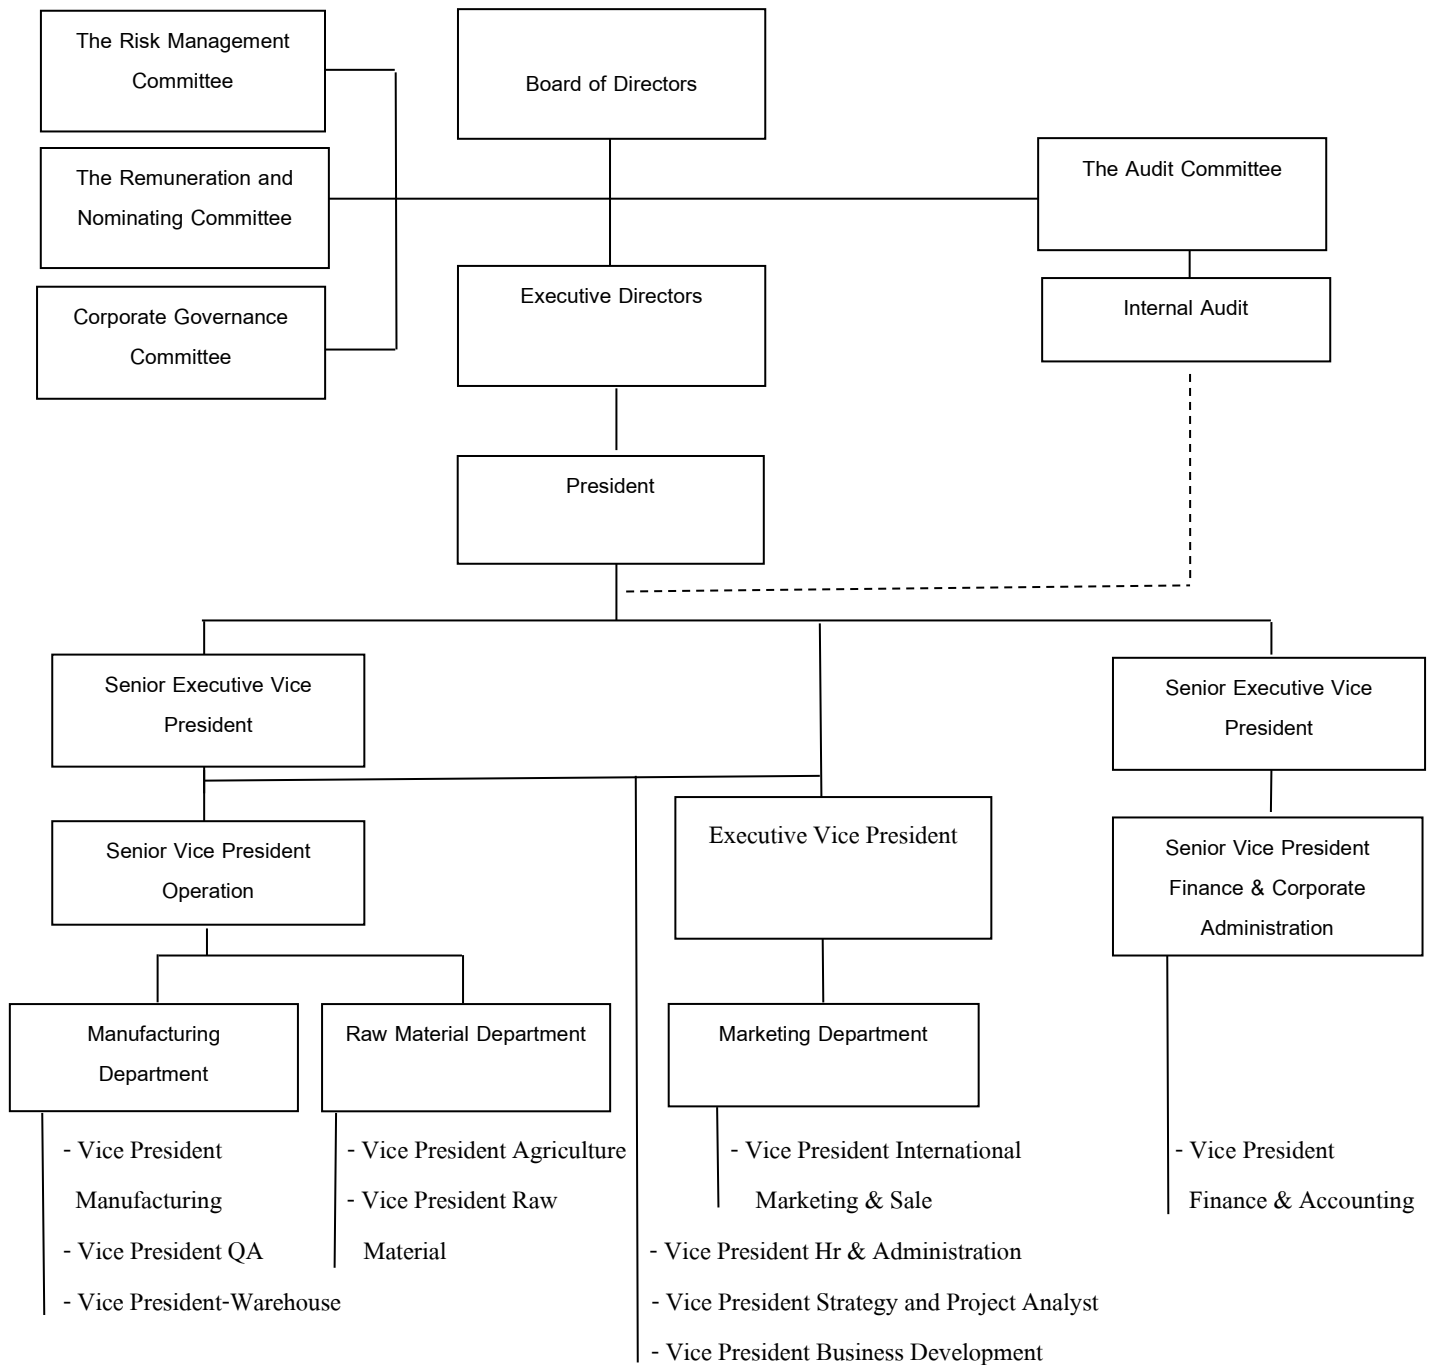 The Risk Management
Committee
Board of Directors
The Audit Committee
The Remuneration and
Nominating Committee
Executive Directors
Internal Audit
Corporate Governance
Committee
President
Senior Executive Vice
President
Senior Executive Vice
President
Executive Vice President
Senior Vice President
Operation
Senior Vice President
Finance & Corporate
Administration
Manufacturing
Department
Raw Material Department
Marketing Department
- Vice President
Manufacturing
- Vice President QA
- Vice President-Warehouse
- Vice President Agriculture
- Vice President Raw
Material
- Vice President International
Marketing & Sale
- Vice President Hr & Administration
- Vice President Strategy and Project Analyst
- Vice President Business Development
- Vice President
Finance & Accounting